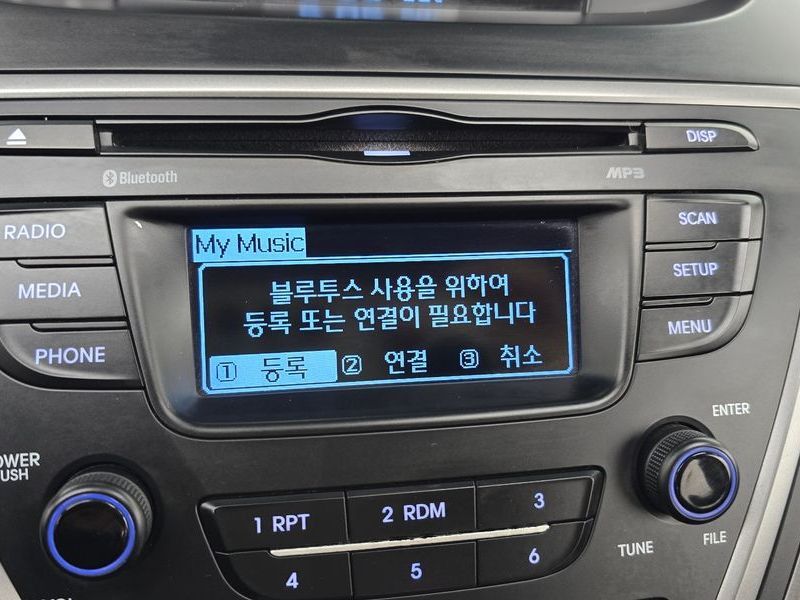 DISP
Bluetooth
MP3
RADIO
SCAN
My Music
블루투스 사용을 위하여
등록 또는 연결이 필요합니다
① 등록 ② 연결 ③ 취소
MEDIA
SETUP
PHONE
MENU
ENTER
1 RPT
2 RDM
3
4
5
6
TUNE
FILE